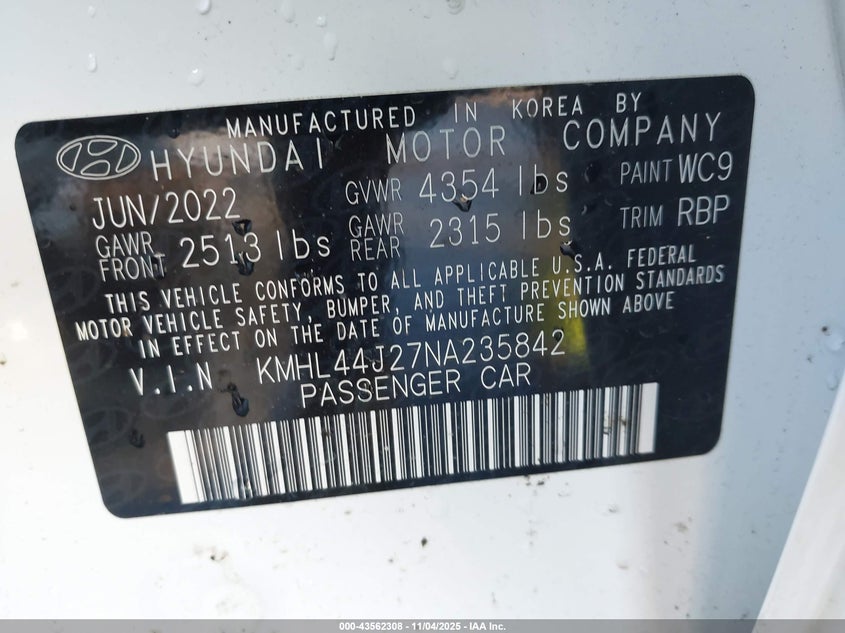 MANUFACTURED IN KOREA BY
HYUNDAI MOTOR COMPANY
JUN/2022 GVWR 4354 lbs PAINT WC9
GAWR FRONT 2513 lbs GAWR REAR 2315 lbs TRIM RBP
THIS VEHICLE CONFORMS TO ALL APPLICABLE U.S.A. FEDERAL
MOTOR VEHICLE SAFETY, BUMPER, AND THEFT PREVENTION STANDARDS
IN EFFECT ON THE DATE OF MANUFACTURE SHOWN ABOVE
V.I.N KMHL44J27NA235842
PASSENGER CAR
000-43562308 - 11/04/2025 - IAA Inc.